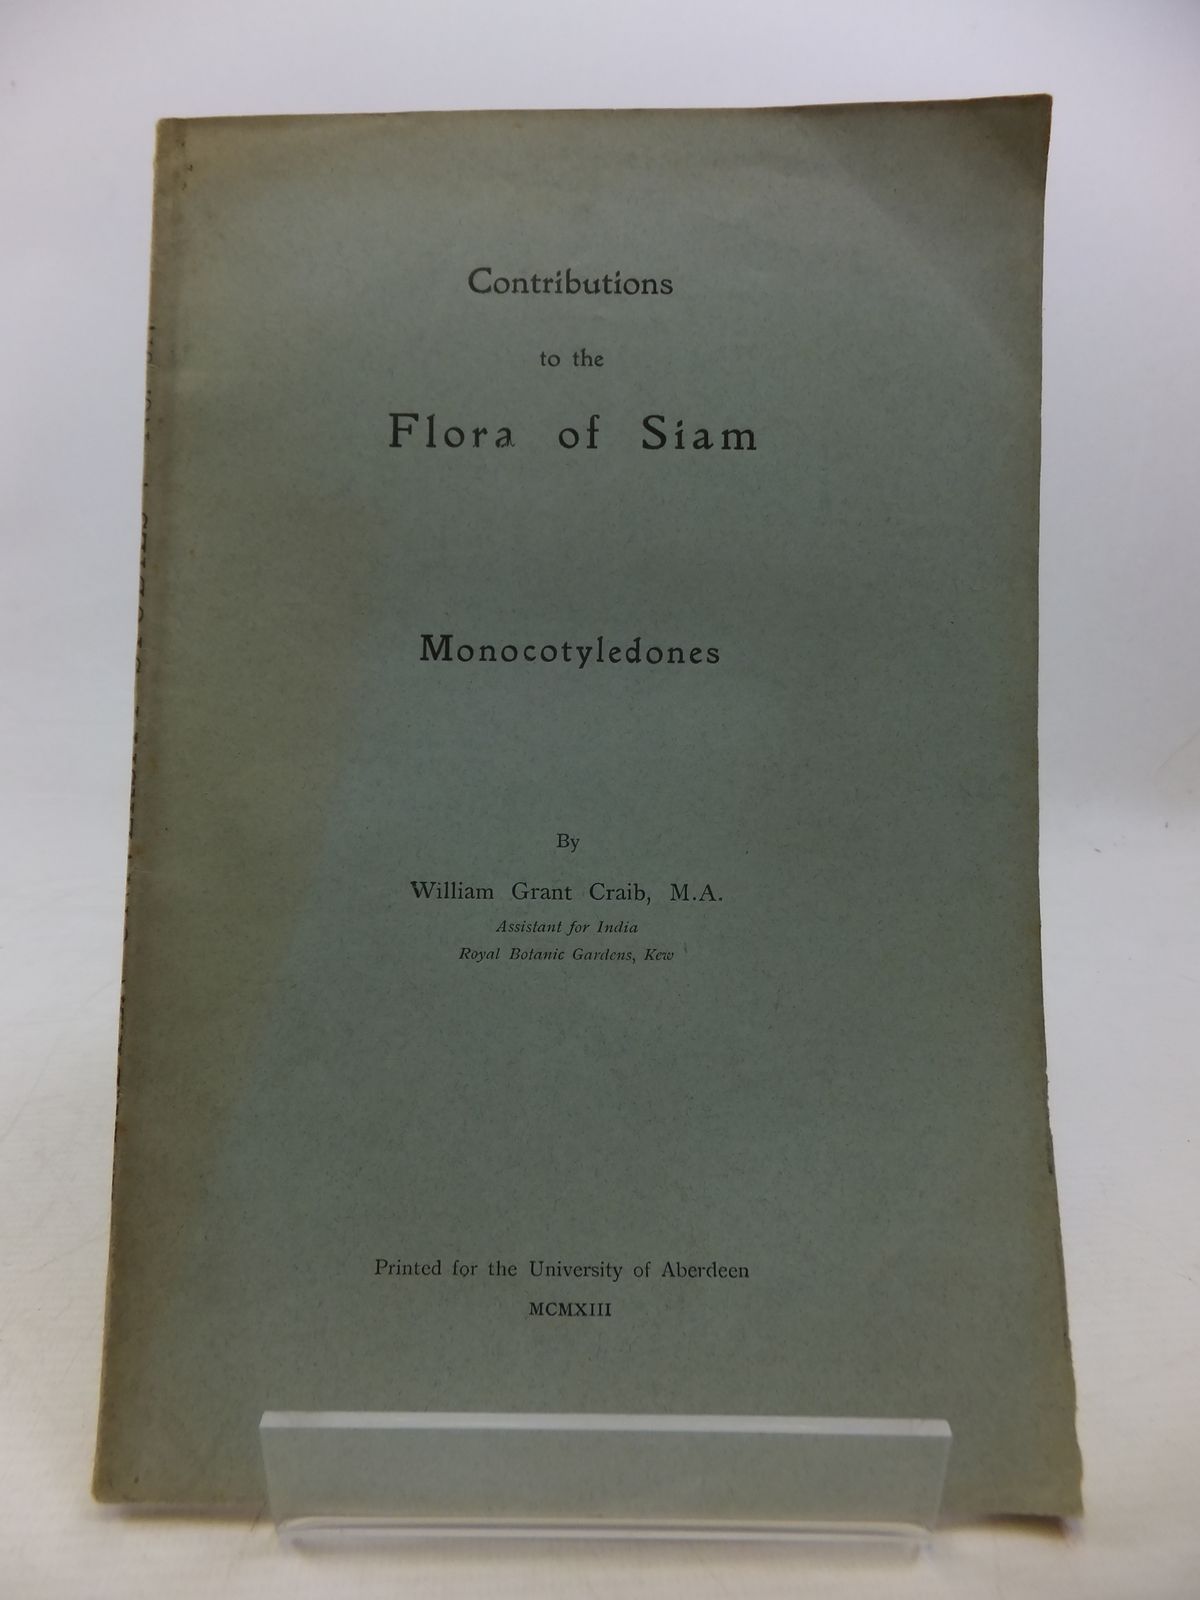 Contributions
to the
Flora of Siam
Monocotyledones
By
William Grant Craib, M.A.
Assistant for India
Royal Botanic Gardens, Kew
Printed for the University of Aberdeen
MCMXIII